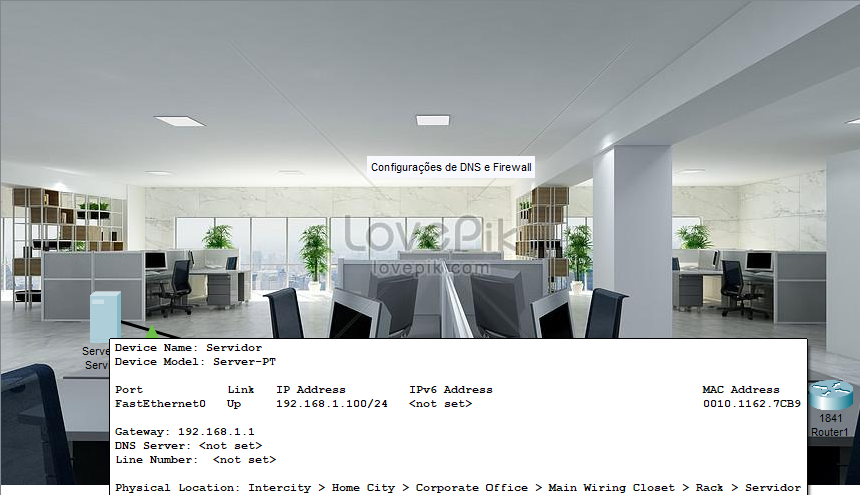 Configurações de DNS e Firewall
LovePik
lovepik.com
Server
Servi
Device Name: Servidor
Device Model: Server-PT
Port Link IP Address IPv6 Address MAC Address
FastEthernet0 Up 192.168.1.100/24 <not set> 0010.1162.7CB9
Gateway: 192.168.1.1
DNS Server: <not set>
Line Number: <not set>
Physical Location: Intercity > Home City > Corporate Office > Main Wiring Closet > Rack > Servidor
1841
Router1